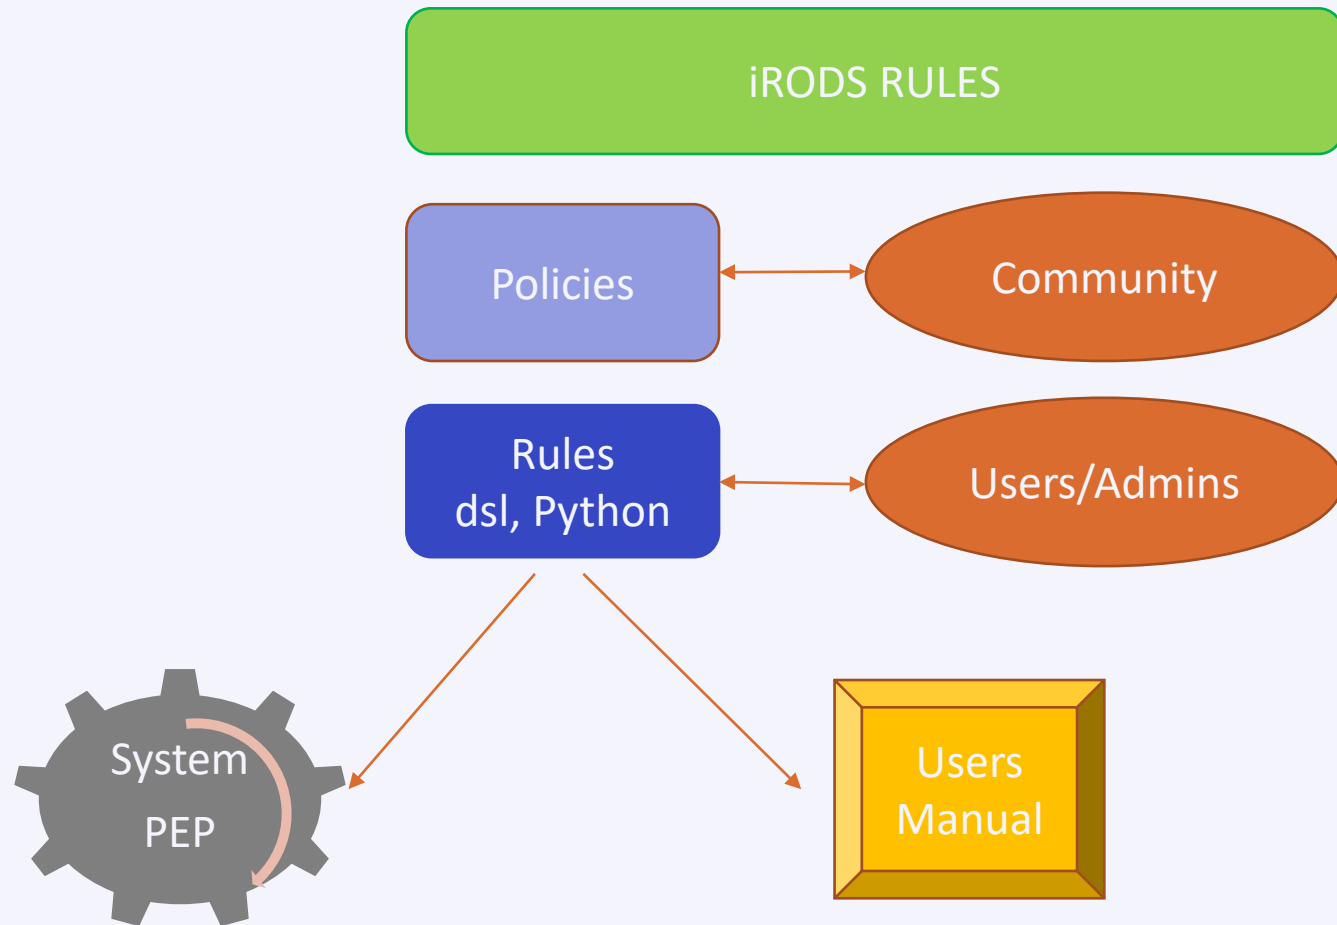 iRODS RULES
Policies
Community
Rules
dsl, Python
Users/Admins
System
PEP
Users
Manual